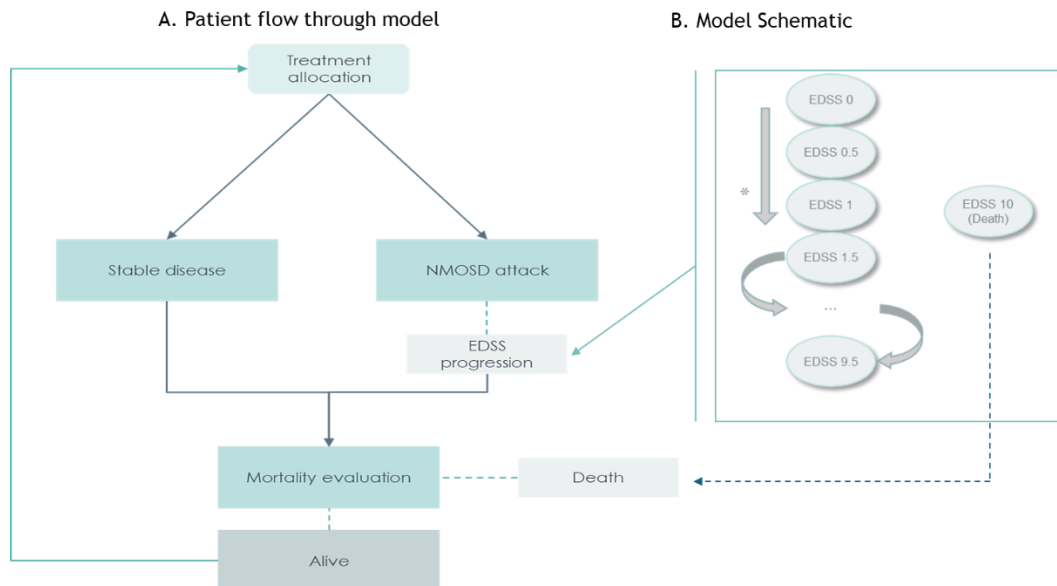 A. Patient flow through model
B. Model Schematic
Treatment
allocation
Stable disease
NMOSD attack
EDSS
progression
Mortality evaluation
Death
Alive
EDSS 0
EDSS 0.5
*
EDSS 1
EDSS 1.5
...
EDSS 9.5
EDSS 10
(Death)